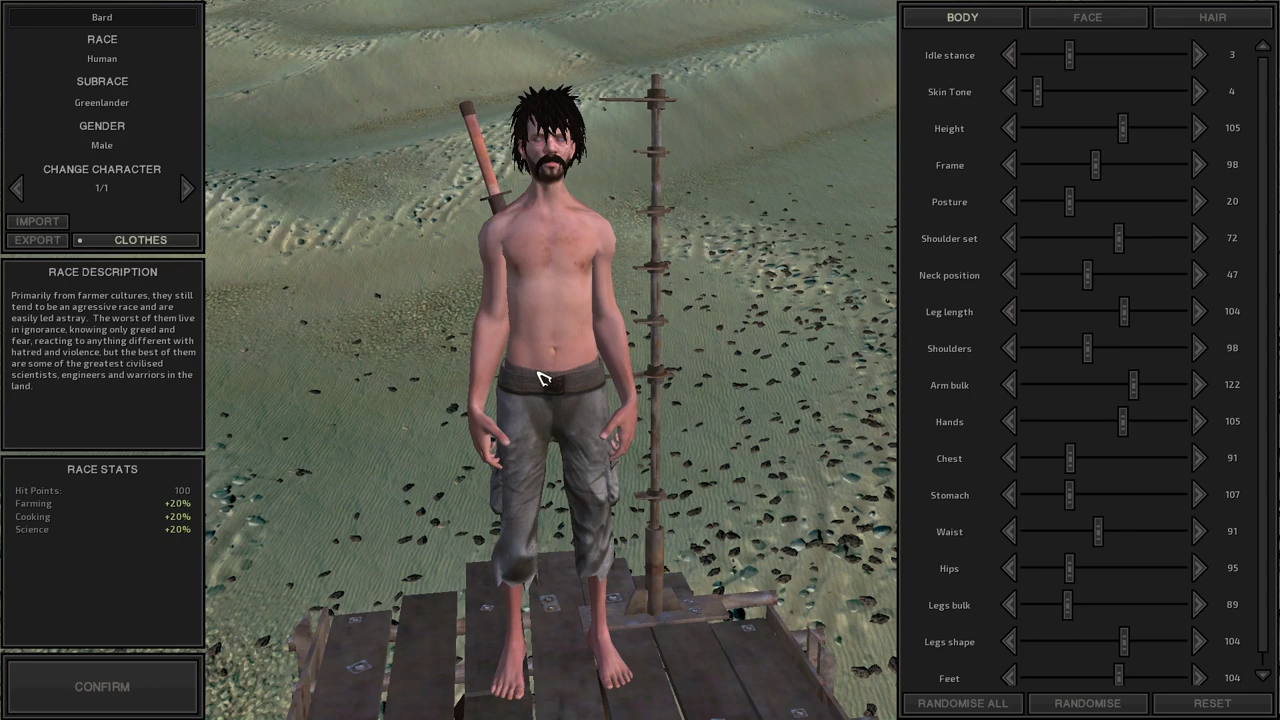 Bard
RACE
Human
SUBRACE
Greenlander
GENDER
Male
CHANGE CHARACTER
1/1
IMPORT
EXPORT
CLOTHES
RACE DESCRIPTION
Primarily from farmer cultures, they still
tend to be an agressive race and are
easily led astray. The worst of them live
in ignorance, knowing only greed and
fear, reacting to anything different with
hatred and violence, but the best of them
are some of the greatest civilised
scientists, engineers and warriors in the
land.
RACE STATS
Hit Points: 100
Farming +20%
Cooking +20%
Science +20%
CONFIRM
BODY FACE HAIR
Idle stance 3
Skin Tone 4
Height 105
Frame 98
Posture 20
Shoulder set 72
Neck position 47
Leg length 104
Shoulders 98
Arm bulk 122
Hands 105
Chest 91
Stomach 107
Waist 91
Hips 95
Legs bulk 89
Legs shape 104
Feet 104
RANDOMISE ALL RANDOMISE RESET